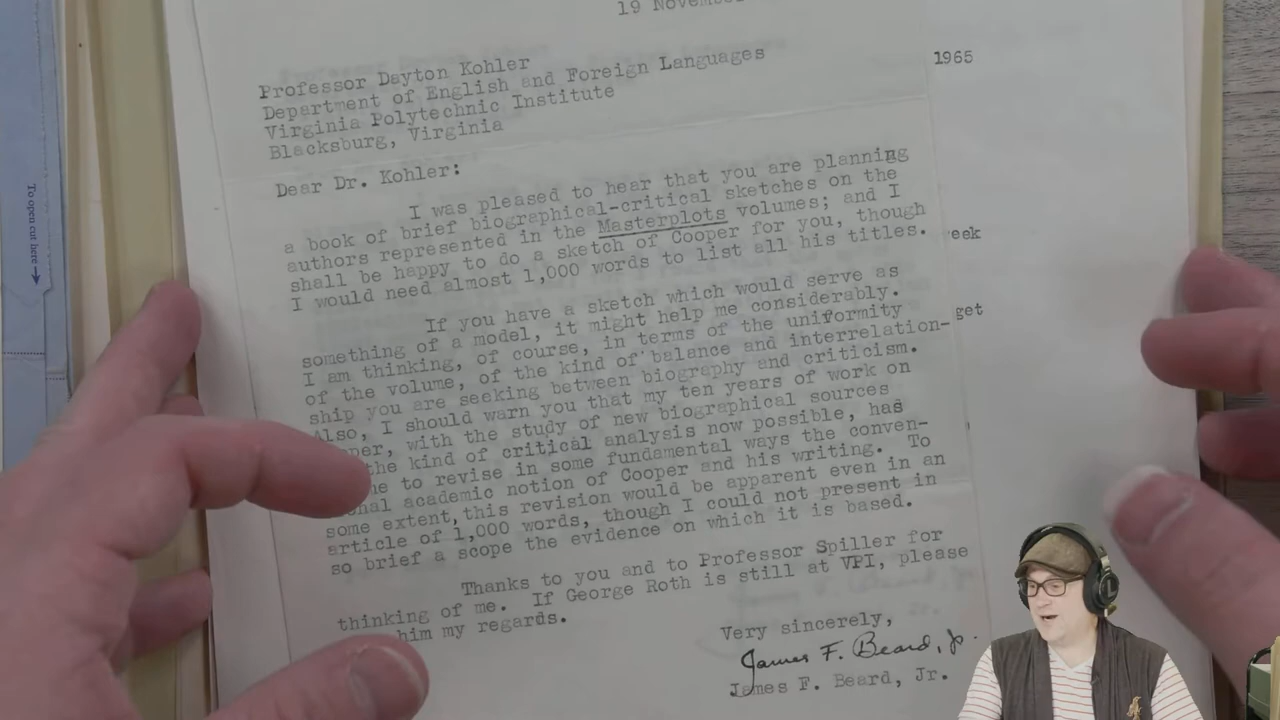 19 November
1965
Professor Dayton Kohler
Department of English and Foreign Languages
Virginia Polytechnic Institute
Blacksburg, Virginia
Dear Dr. Kohler:
I was pleased to hear that you are planning
a book of brief biographical-critical sketches on the
authors represented in the Masterplots volumes; and I
shall be happy to do a sketch of Cooper for you, though
I would need almost 1,000 words to list all his titles.
If you have a sketch which would serve as
something of a model, it might help me considerably.
I am thinking, of course, in terms of the uniformity
of the volume, of the kind of balance and interrelation-
ship you are seeking between biography and criticism.
Also, I should warn you that my ten years of work on
oper, with the study of new biographical sources
the kind of critical analysis now possible, has
me to revise in some fundamental ways the conven-
onal academic notion of Cooper and his writing. To
some extent, this revision would be apparent even in an
article of 1,000 words, though I could not present in
so brief a scope the evidence on which it is based.
Thanks to you and to Professor Spiller for
thinking of me. If George Roth is still at VPI, please
him my regards.
Very sincerely,
James F. Beard, Jr.
James F. Beard, Jr.
eek
get
To open cut here